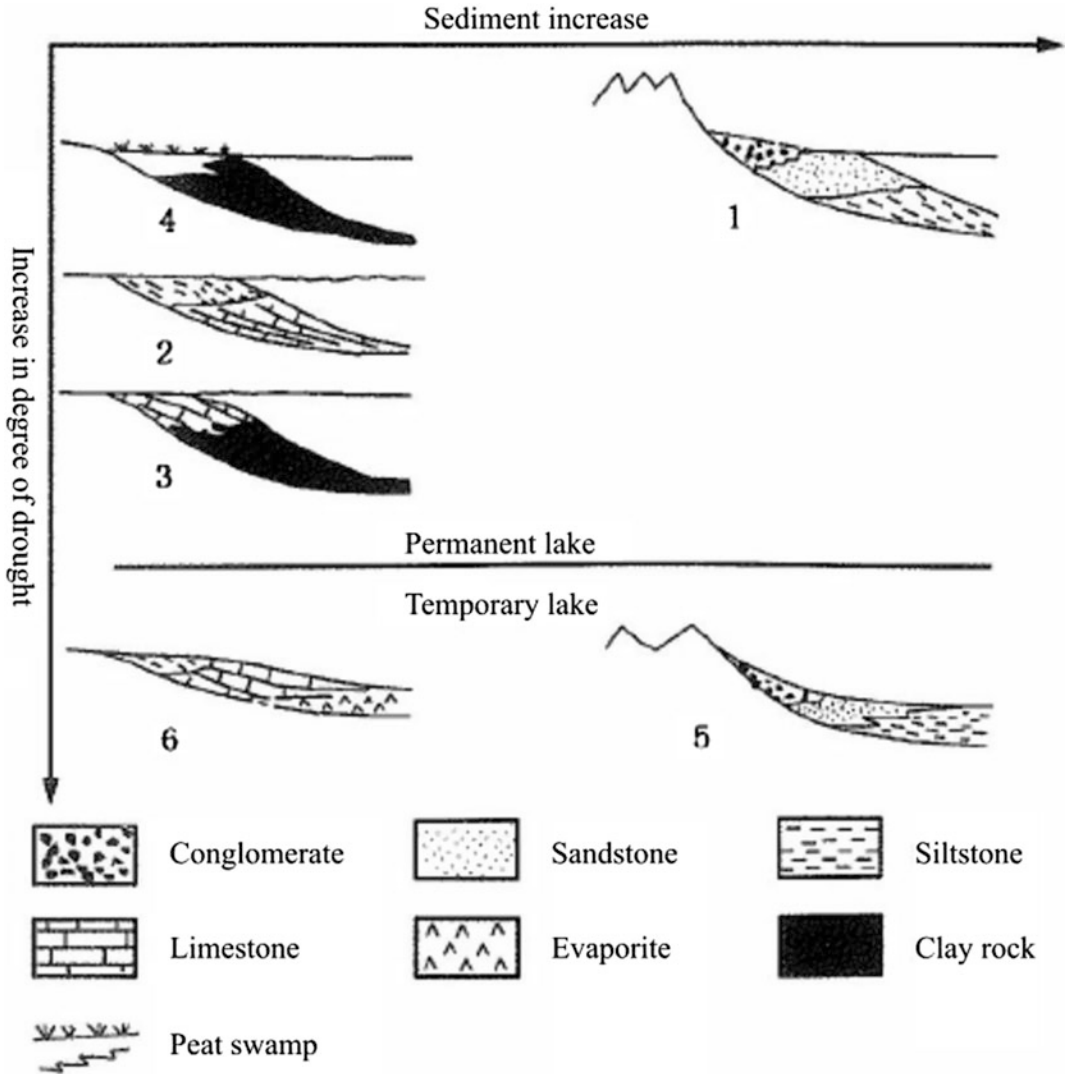 Sediment increase
Increase in degree of drought
4
1
2
3
Permanent lake
Temporary lake
6
5
Conglomerate
Sandstone
Siltstone
Limestone
Evaporite
Clay rock
Peat swamp